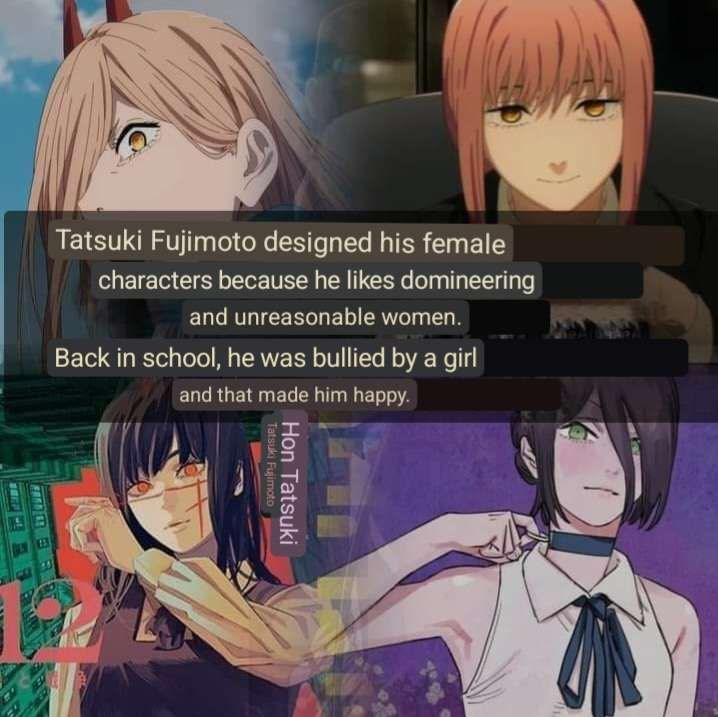 Tatsuki Fujimoto designed his female
characters because he likes domineering
and unreasonable women.
Back in school, he was bullied by a girl
and that made him happy.
Hon Tatsuki
Tatsuki Fujimoto
12